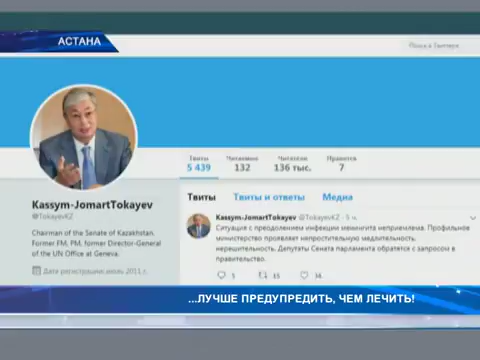 АСТАНА
Поиск в Твиттере
Твиты
Читаемые
Читатели
Нравится
5 439
132
136 тыс.
7
Kassym-JomartTokayev
@TokayevKZ
Chairman of the Senate of Kazakhstan.
Former FM, PM, former Director-General
of the UN Office at Geneva.
Дата регистрации: июль 2011 г.
Твиты
Твиты и ответы
Медиа
Kassym-JomartTokayev @TokayevKZ · 5 ч.
Ситуация с преодолением инфекции менингита неприемлема. Профильное
министерство проявляет непростительную медлительность,
нерешительность. Депутаты Сената парламента обратятся с запросом в
правительство.
5
15
34
...ЛУЧШЕ ПРЕДУПРЕДИТЬ, ЧЕМ ЛЕЧИТЬ!